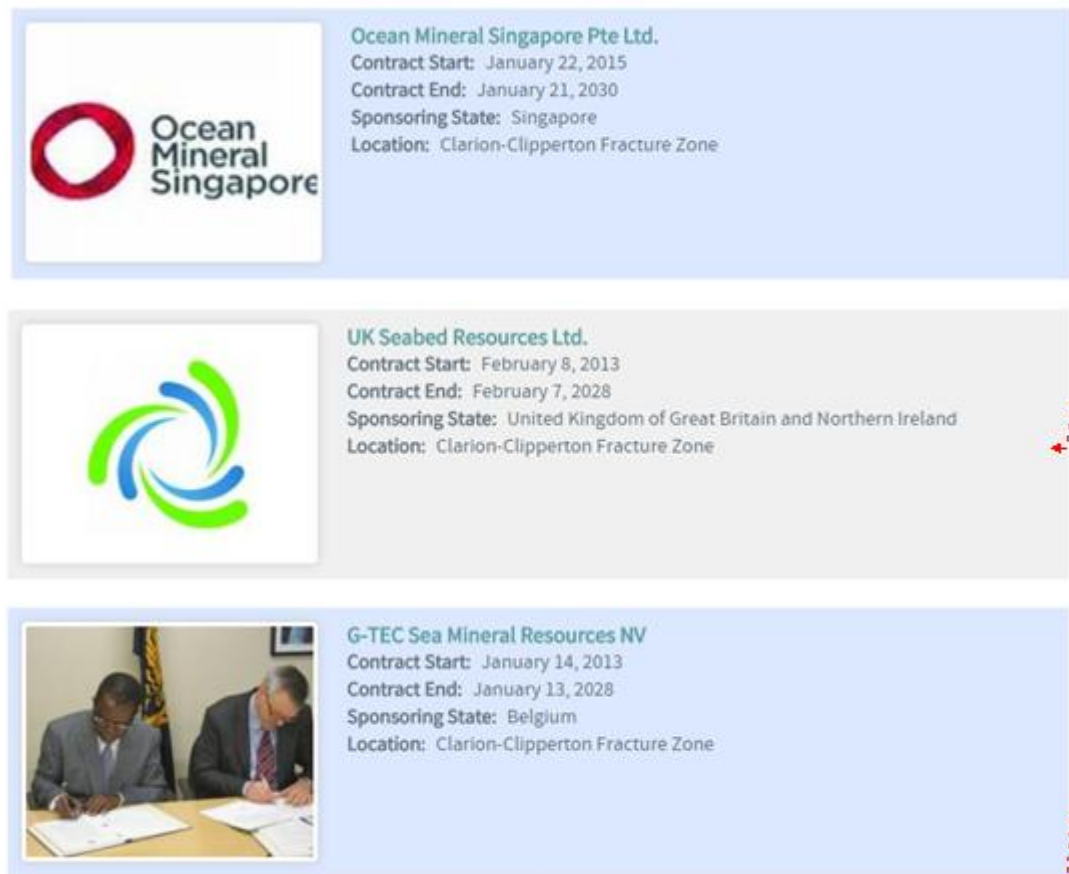 Ocean
Mineral
Singapore
Ocean Mineral Singapore Pte Ltd.
Contract Start: January 22, 2015
Contract End: January 21, 2030
Sponsoring State: Singapore
Location: Clarion-Clipperton Fracture Zone
UK Seabed Resources Ltd.
Contract Start: February 8, 2013
Contract End: February 7, 2028
Sponsoring State: United Kingdom of Great Britain and Northern Ireland
Location: Clarion-Clipperton Fracture Zone
G-TEC Sea Mineral Resources NV
Contract Start: January 14, 2013
Contract End: January 13, 2028
Sponsoring State: Belgium
Location: Clarion-Clipperton Fracture Zone